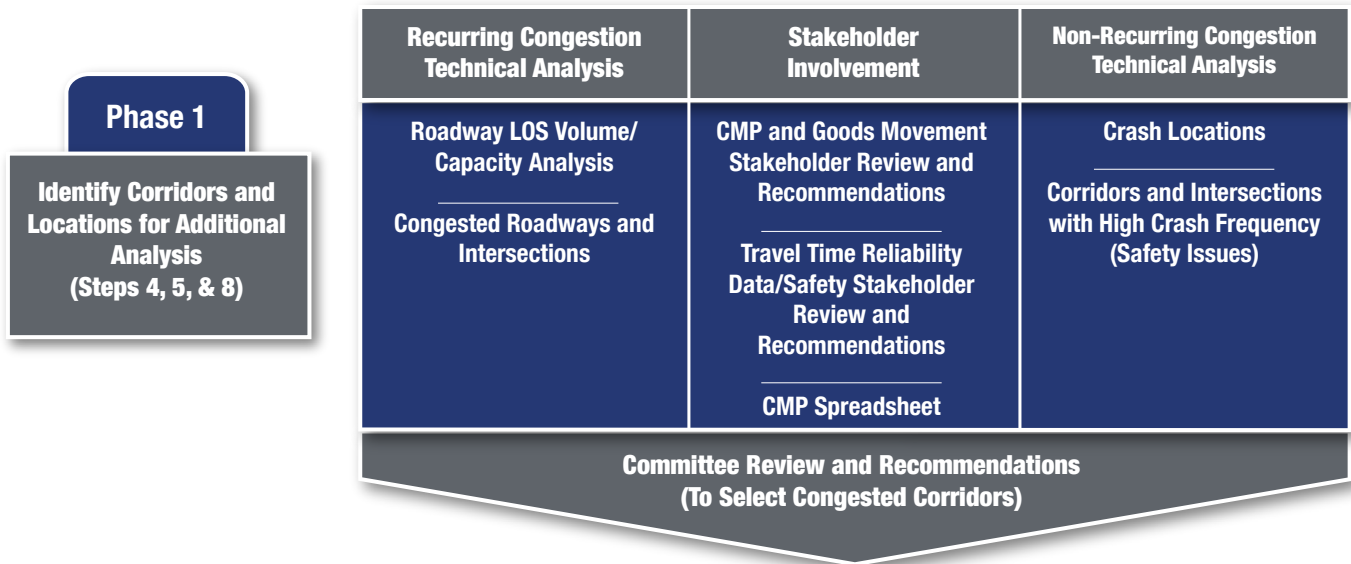 Phase 1
Identify Corridors and
Locations for Additional
Analysis
(Steps 4, 5, & 8)
Recurring Congestion
Technical Analysis
Roadway LOS Volume/
Capacity Analysis
Congested Roadways and
Intersections
Stakeholder
Involvement
CMP and Goods Movement
Stakeholder Review and
Recommendations
Travel Time Reliability
Data/Safety Stakeholder
Review and
Recommendations
CMP Spreadsheet
Non-Recurring Congestion
Technical Analysis
Crash Locations
Corridors and Intersections
with High Crash Frequency
(Safety Issues)
Committee Review and Recommendations
(To Select Congested Corridors)